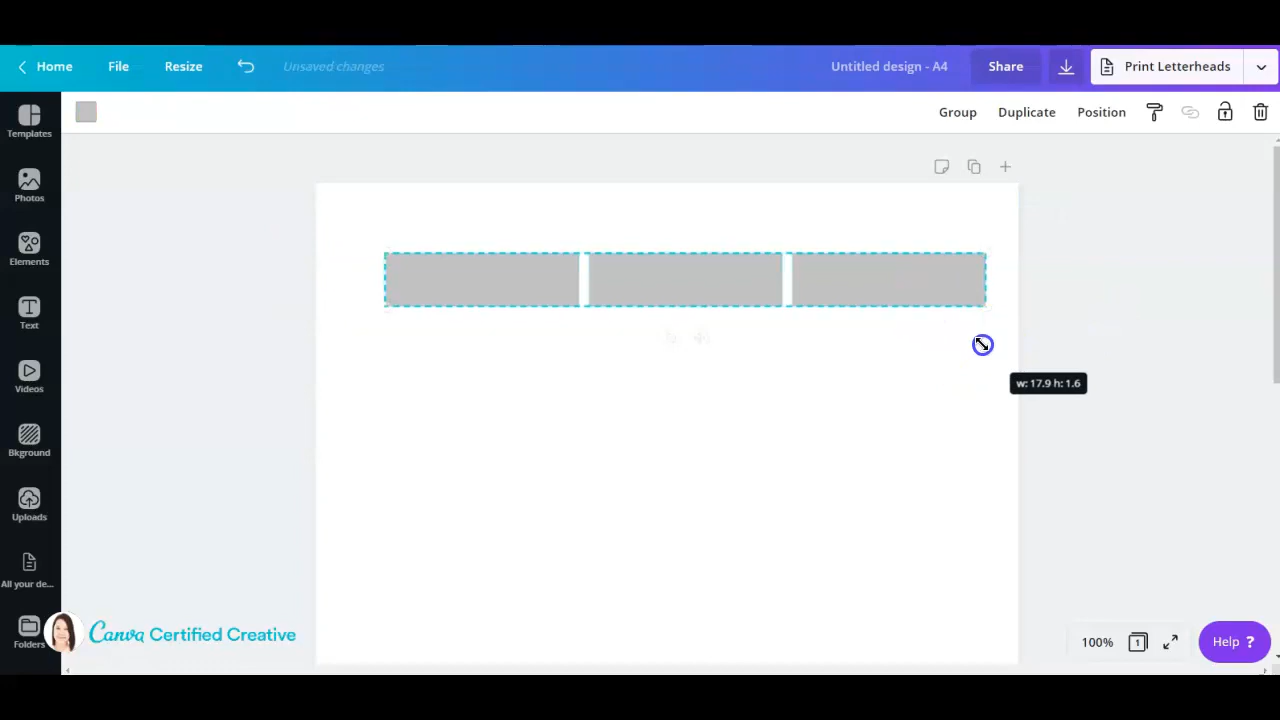 Home File Resize Unsaved changes Untitled design - A4 Share Print Letterheads
Group Duplicate Position
Templates
Photos
Elements
Text
Videos
Bkground
Uploads
All your de...
Folders
w: 17.9 h: 1.6
Canva Certified Creative
100% 1 Help ?